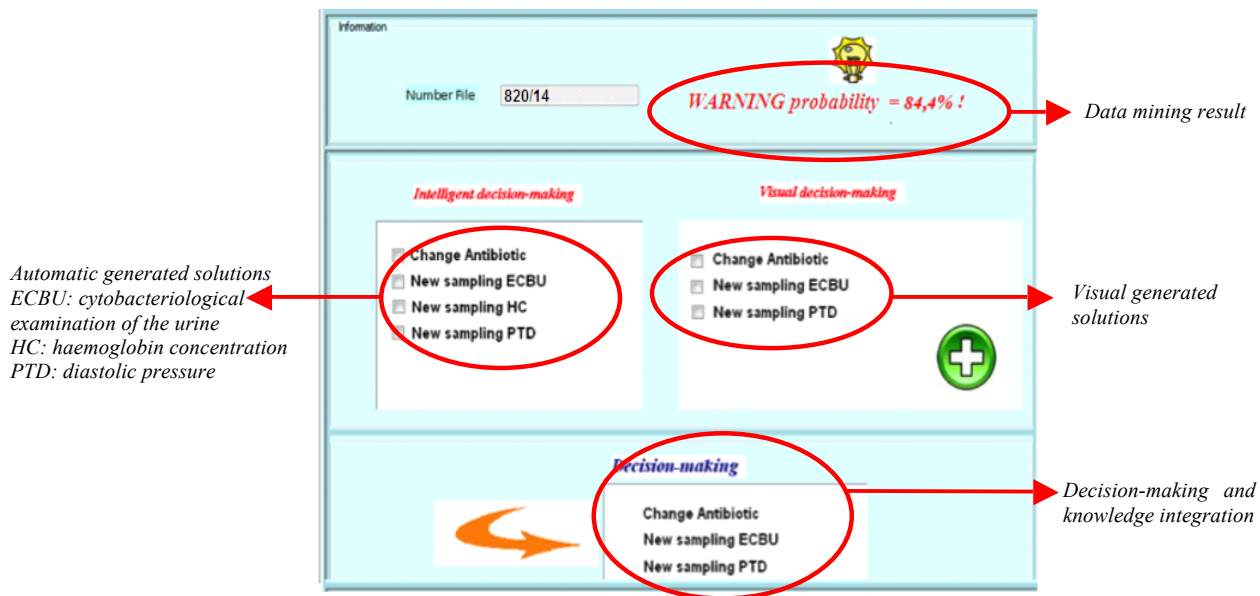 Information
Number File 820/14
WARNING probability = 84,4% !
Data mining result
Intelligent decision-making
Visual decision-making
Change Antibiotic
New sampling ECBU
New sampling HC
New sampling PTD
Change Antibiotic
New sampling ECBU
New sampling PTD
Automatic generated solutions
ECBU: cytobacteriological
examination of the urine
HC: haemoglobin concentration
PTD: diastolic pressure
Visual generated
solutions
Decision-making
Change Antibiotic
New sampling ECBU
New sampling PTD
Decision-making and
knowledge integration